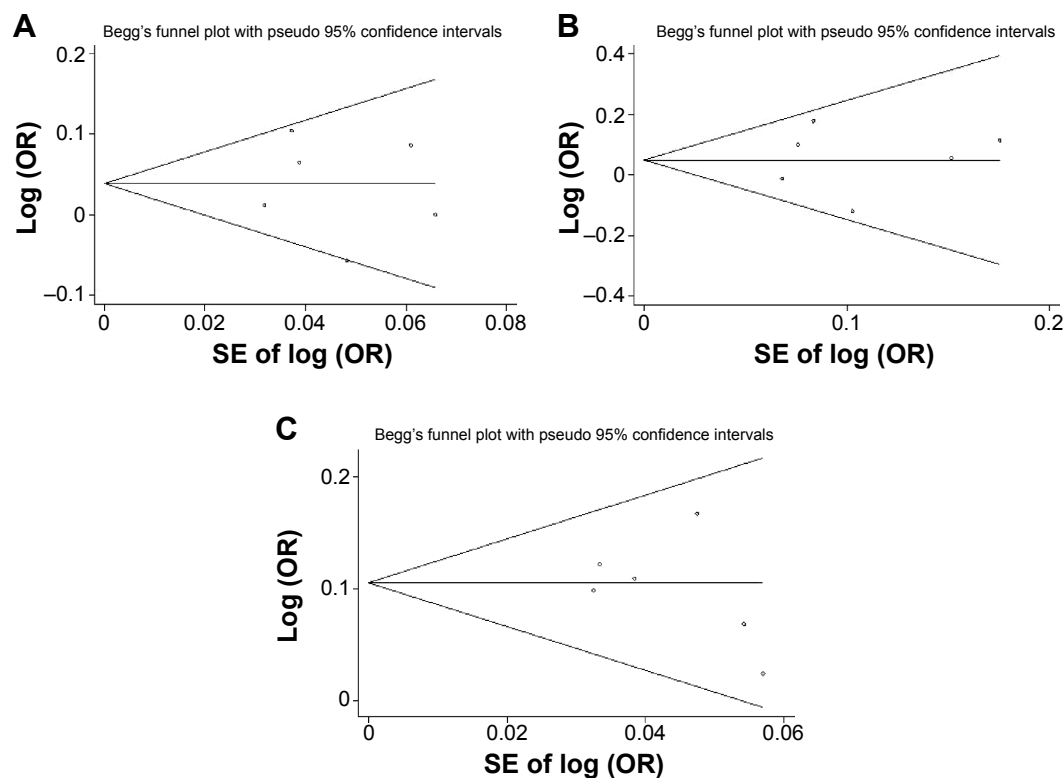 A
Begg's funnel plot with pseudo 95% confidence intervals
0.2
0.1
0
–0.1
Log (OR)
0 0.02 0.04 0.06 0.08
SE of log (OR)
B
Begg's funnel plot with pseudo 95% confidence intervals
0.4
0.2
0
–0.2
–0.4
Log (OR)
0 0.1 0.2
SE of log (OR)
C
Begg's funnel plot with pseudo 95% confidence intervals
0.2
0.1
0
Log (OR)
0 0.02 0.04 0.06
SE of log (OR)